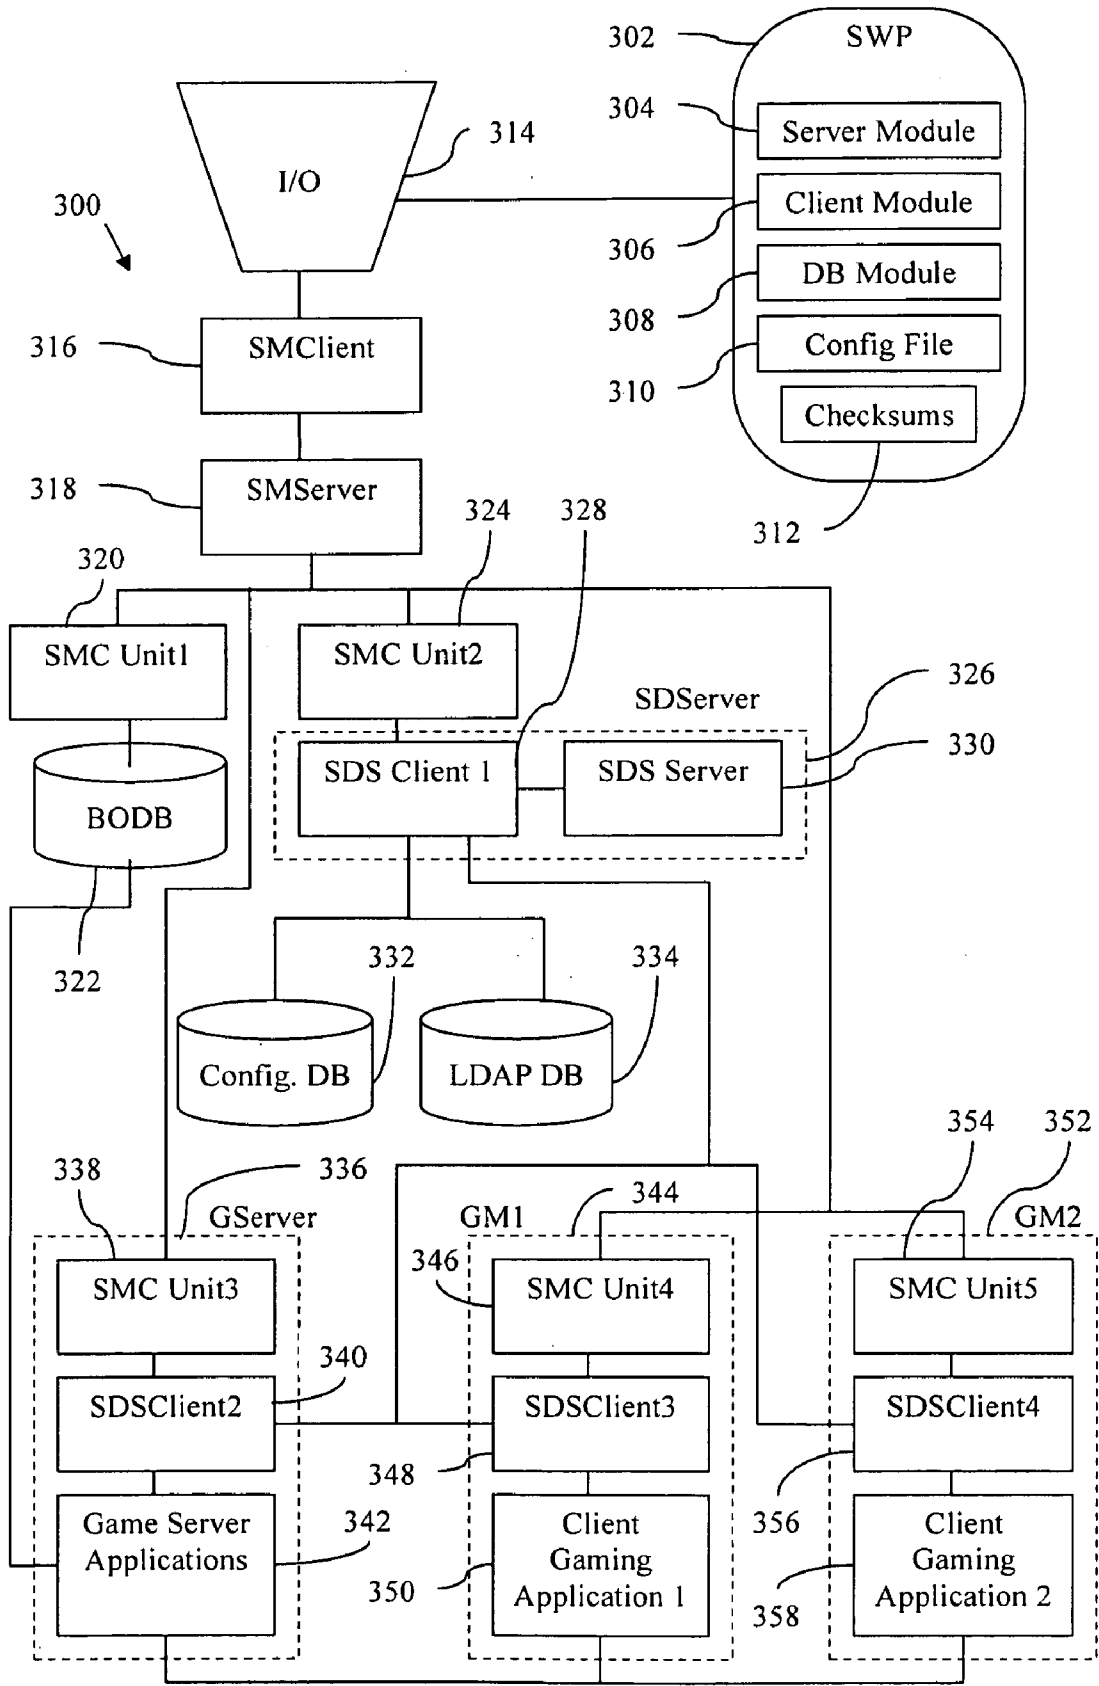 302
SWP
304
Server Module
314
I/O
306
Client Module
300
308
DB Module
310
Config File
316
SMClient
Checksums
318
SMServer
312
324
328
320
SMC Unit1
SMC Unit2
326
SDServer
330
SDS Client 1
SDS Server
BODB
322
332
334
Config. DB
LDAP DB
354
352
338
336
344
GServer
GM1
GM2
346
SMC Unit3
SMC Unit4
SMC Unit5
340
SDSClient2
SDSClient3
SDSClient4
348
356
342
350
358
Game Server
Applications
Client
Gaming
Application 1
Client
Gaming
Application 2